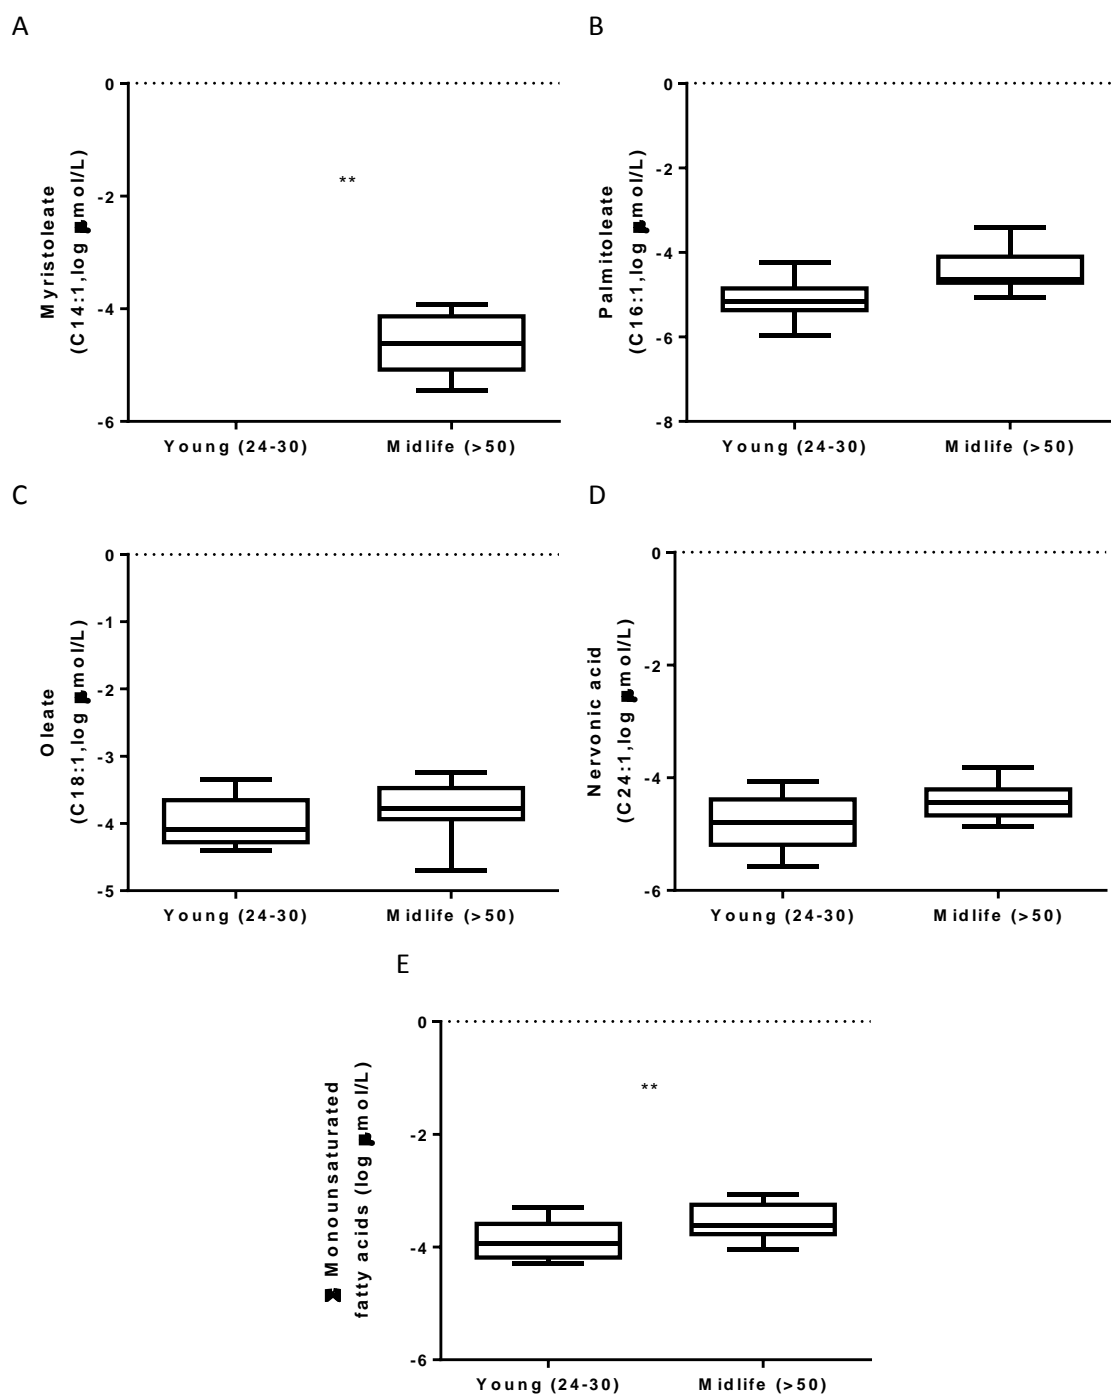 A
0
-2
-4
-6
Myristoleate
(C14:1,log μmol/L)
**
Young (24-30)
Midlife (>50)
B
0
-2
-4
-6
-8
Palmitoleate
(C16:1,log μmol/L)
Young (24-30)
Midlife (>50)
C
0
-1
-2
-3
-4
-5
Oleate
(C18:1,log μmol/L)
Young (24-30)
Midlife (>50)
D
0
-2
-4
-6
Nervonic acid
(C24:1,log μmol/L)
Young (24-30)
Midlife (>50)
E
0
-2
-4
-6
Σ Monounsaturated
fatty acids (log μmol/L)
**
Young (24-30)
Midlife (>50)